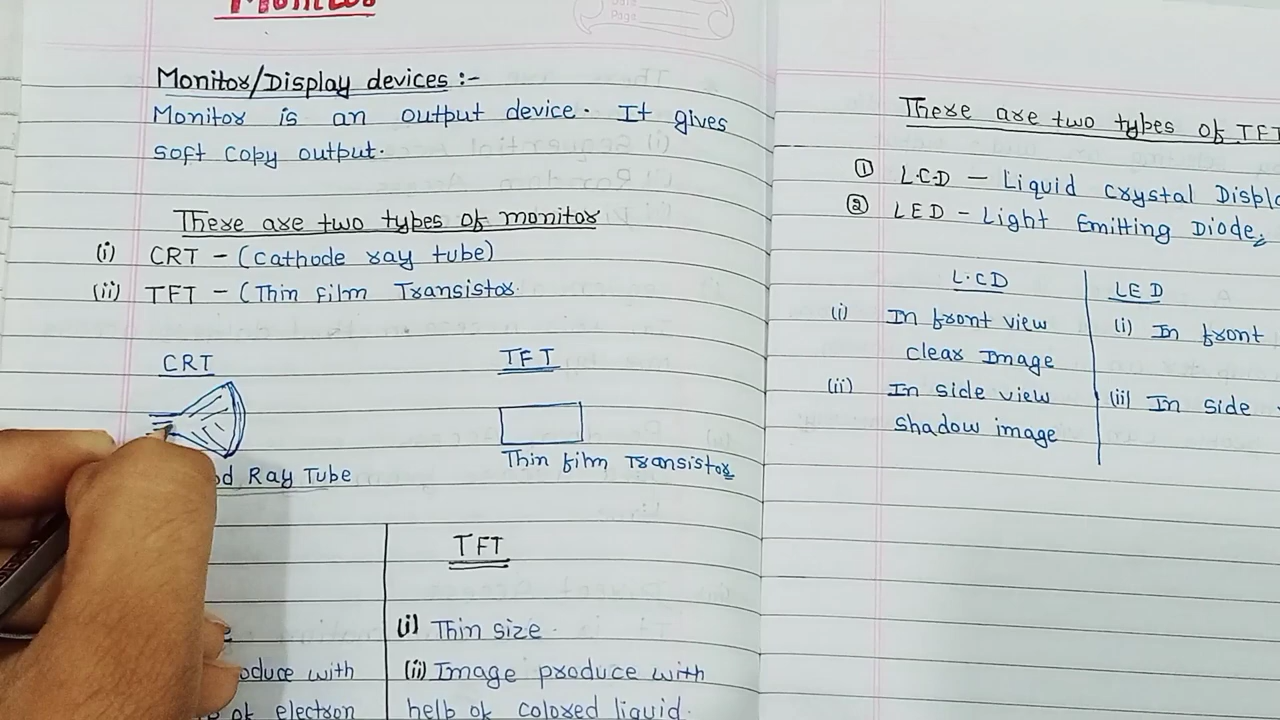 Monitor
Date
Page
Monitor/Display devices :-
Monitor is an output device. It gives
soft copy output.
There are two types of monitor
(i) CRT - (Cathode ray tube)
(ii) TFT - (Thin Film Transistor.
CRT
TFT
Ray Tube
Thin film Transistor
TFT
(i) Thin size.
with
(ii) Image produce with
of electron
help of colored liquid.
There are two types of TFT
① L.C.D - Liquid crystal
② LED - Light Emitting Diode
L.C.D
LED
(i) In front view
clear Image
(i) In front
(ii) In side view
shadow image
(ii) In side